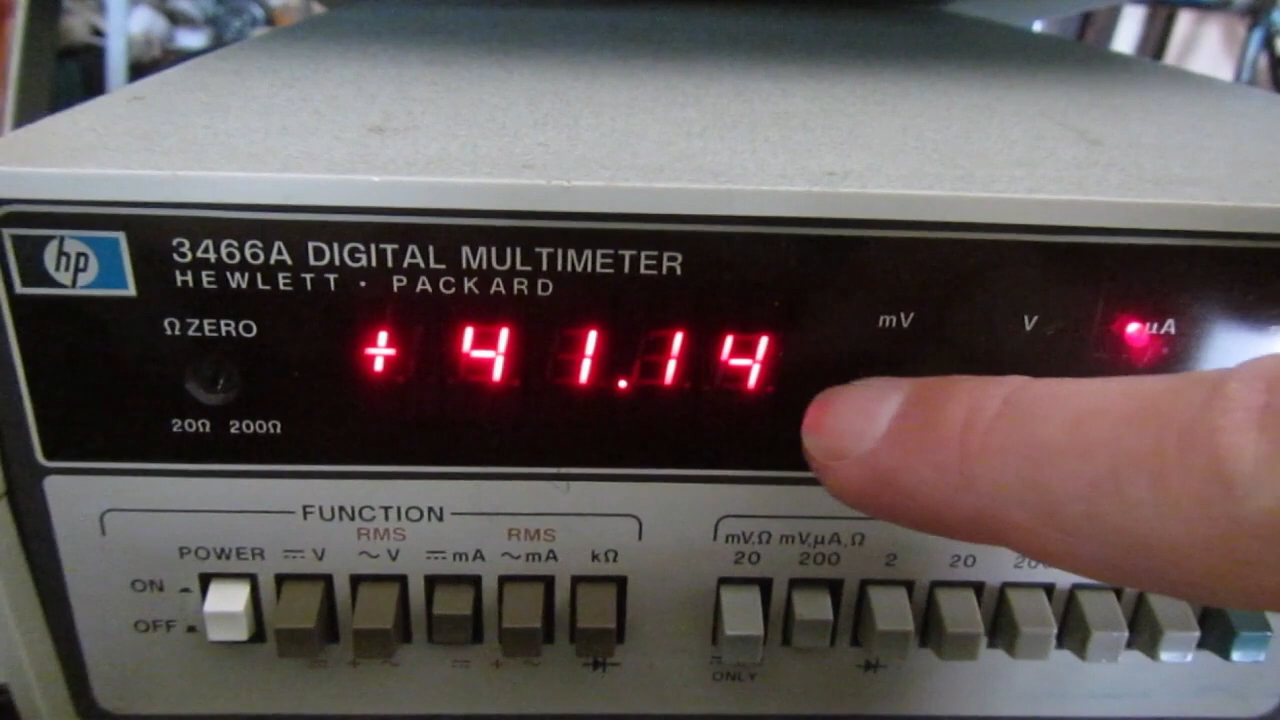 hp
3466A DIGITAL MULTIMETER
HEWLETT · PACKARD
ΩZERO
20Ω 200Ω
+41.14
mV V µA
FUNCTION
RMS RMS
POWER ⎓V ~V ⎓mA ~mA kΩ
ON
OFF
mV,Ω mV,µA,Ω
20 200 2 20
ONLY